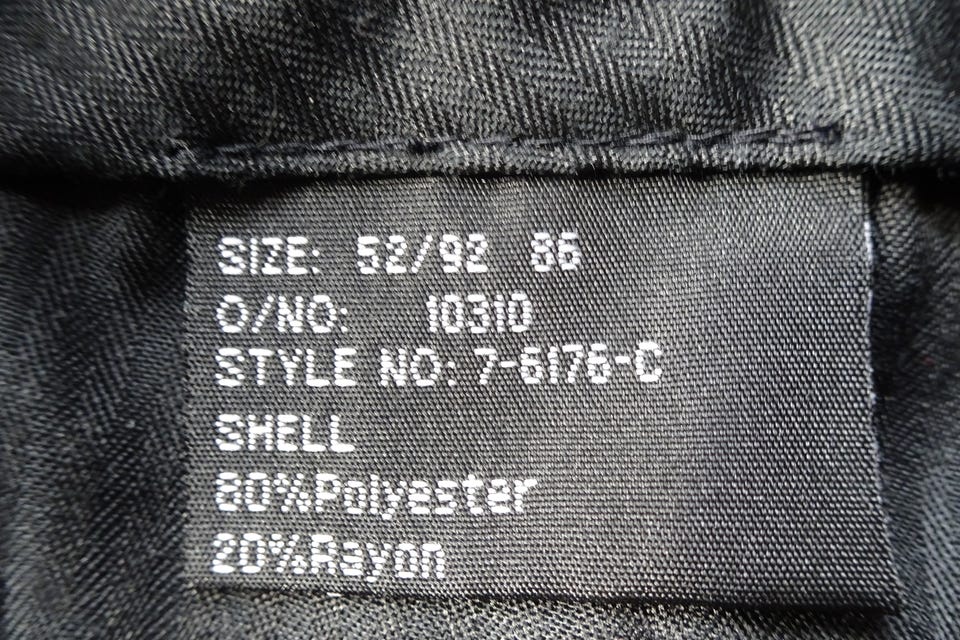 SIZE: 52/92 86
O/NO: 10310
STYLE NO: 7-6176-C
SHELL
80%Polyester
20%Rayon